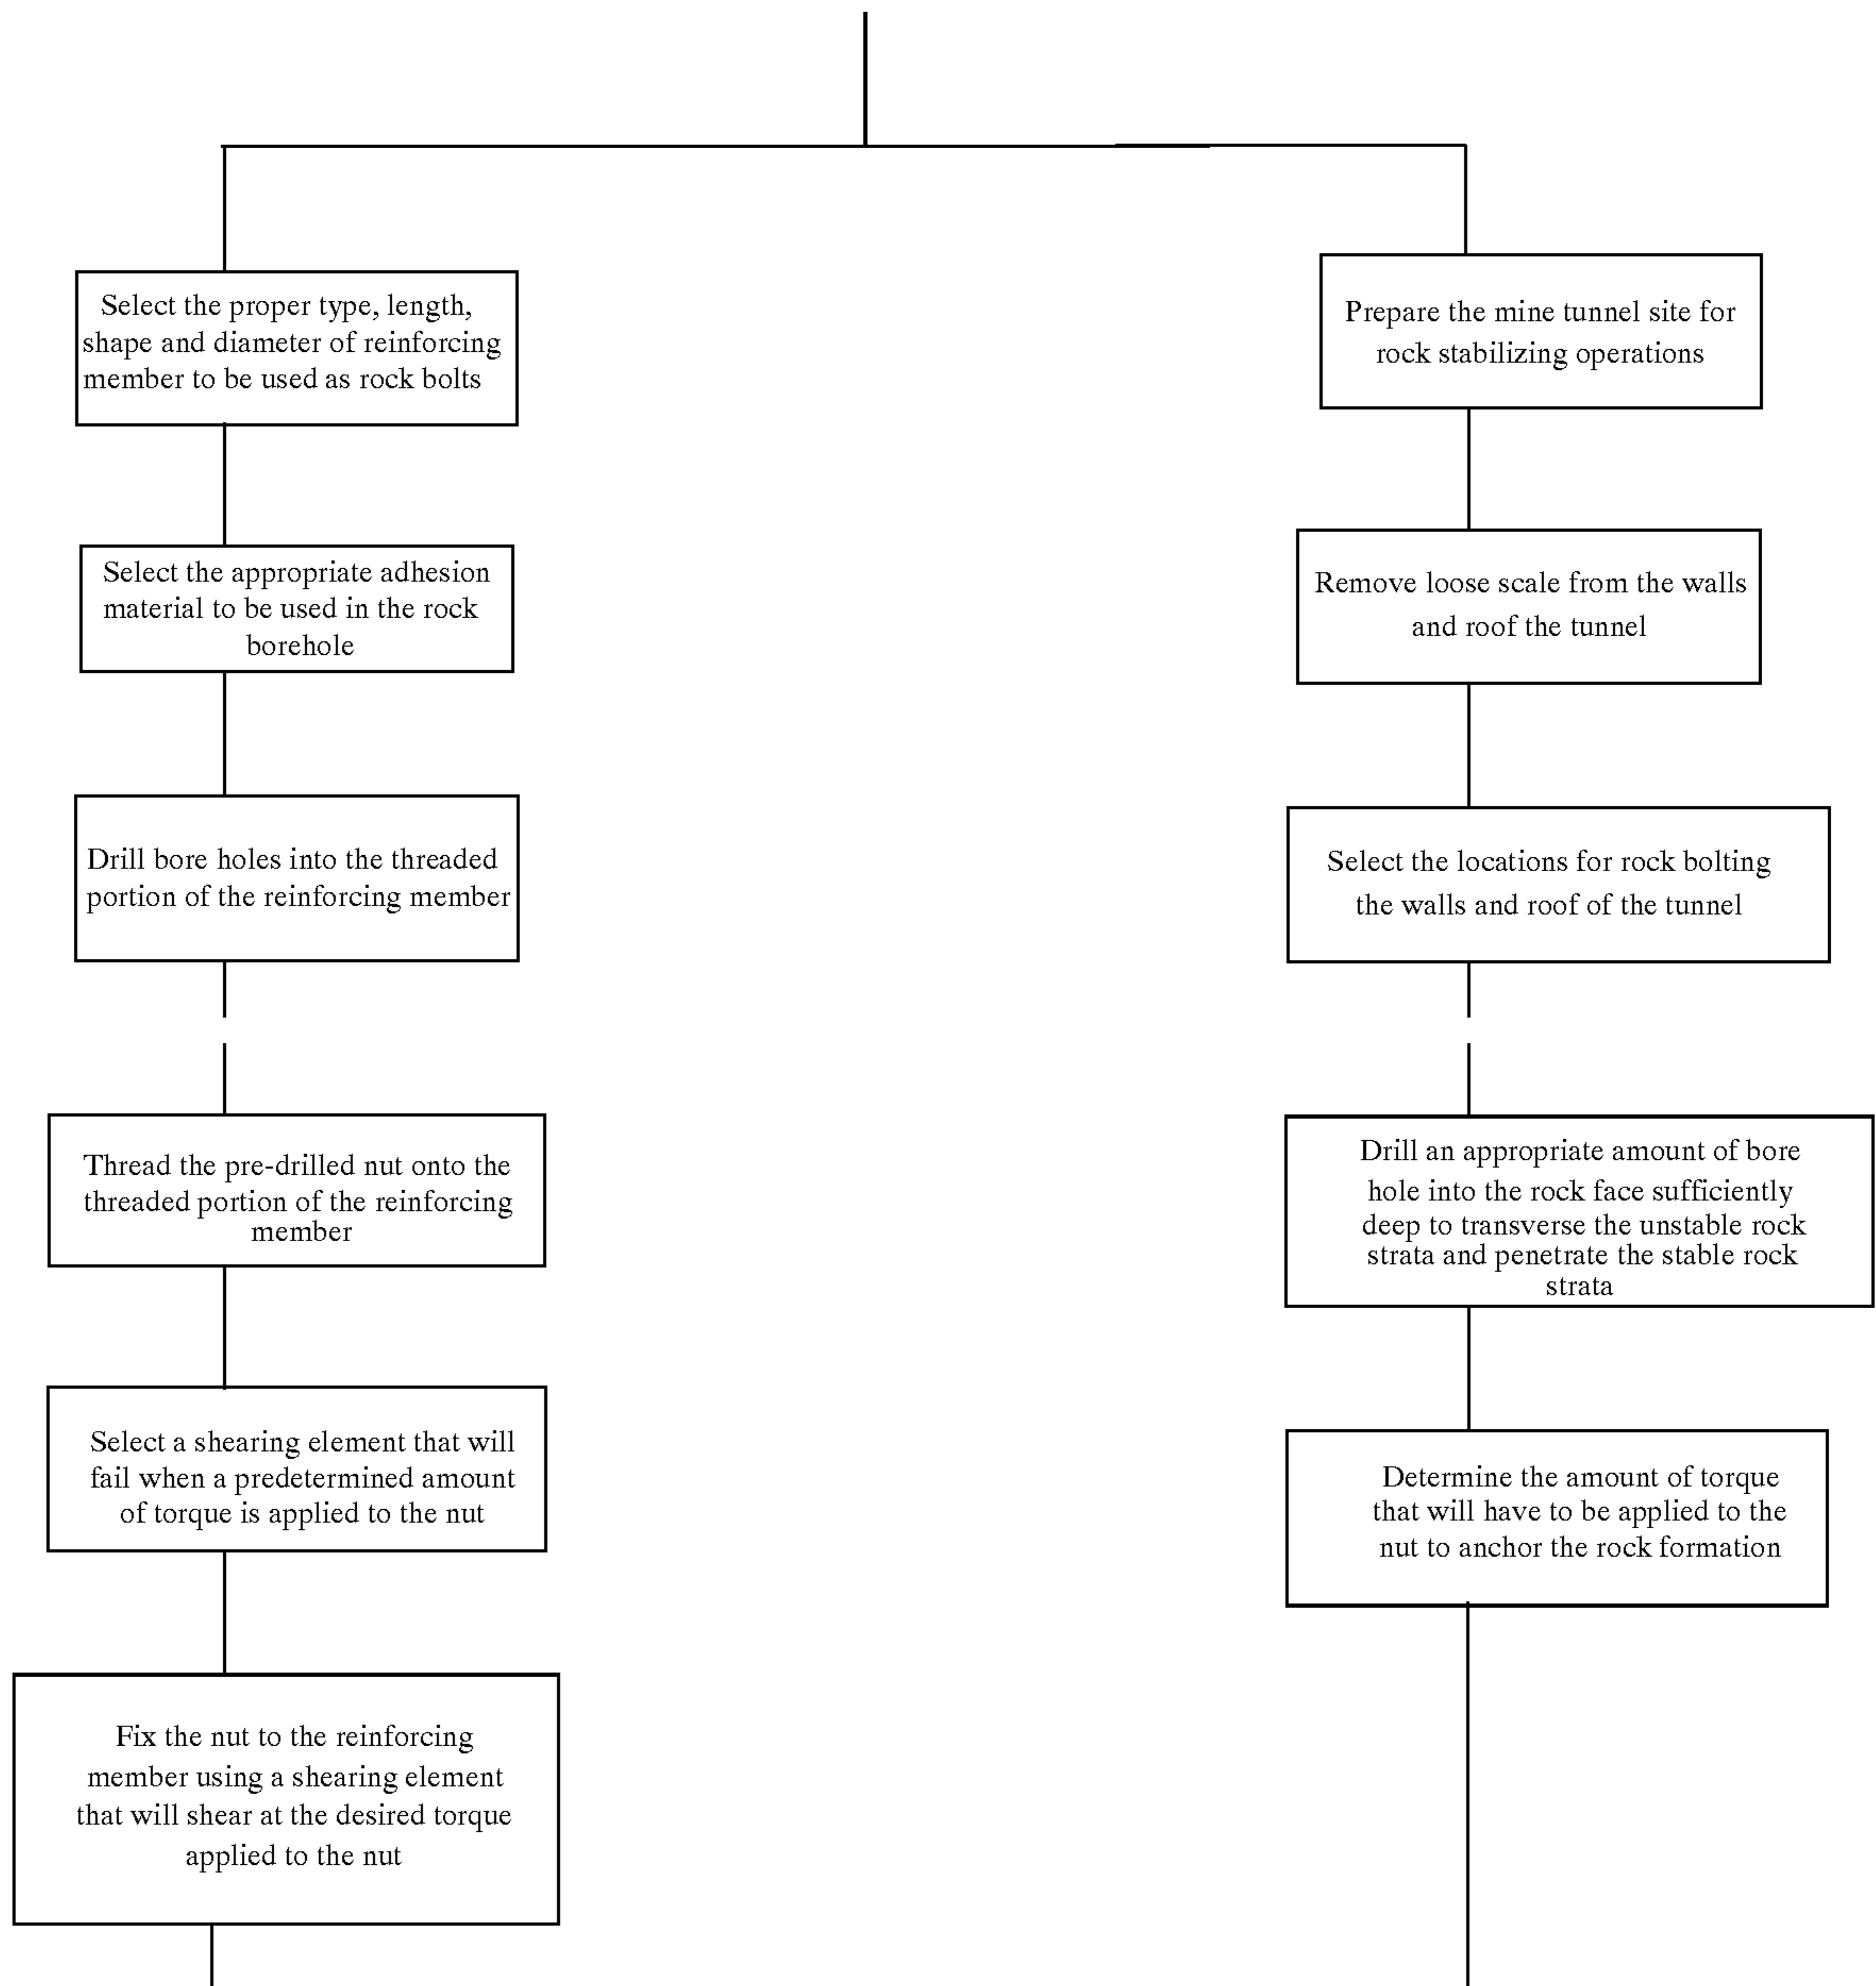 Select the proper type, length,
shape and diameter of reinforcing
member to be used as rock bolts
Select the appropriate adhesion
material to be used in the rock
borehole
Drill bore holes into the threaded
portion of the reinforcing member
Thread the pre-drilled nut onto the
threaded portion of the reinforcing
member
Select a shearing element that will
fail when a predetermined amount
of torque is applied to the nut
Fix the nut to the reinforcing
member using a shearing element
that will shear at the desired torque
applied to the nut
Prepare the mine tunnel site for
rock stabilizing operations
Remove loose scale from the walls
and roof the tunnel
Select the locations for rock bolting
the walls and roof of the tunnel
Drill an appropriate amount of bore
hole into the rock face sufficiently
deep to transverse the unstable rock
strata and penetrate the stable rock
strata
Determine the amount of torque
that will have to be applied to the
nut to anchor the rock formation